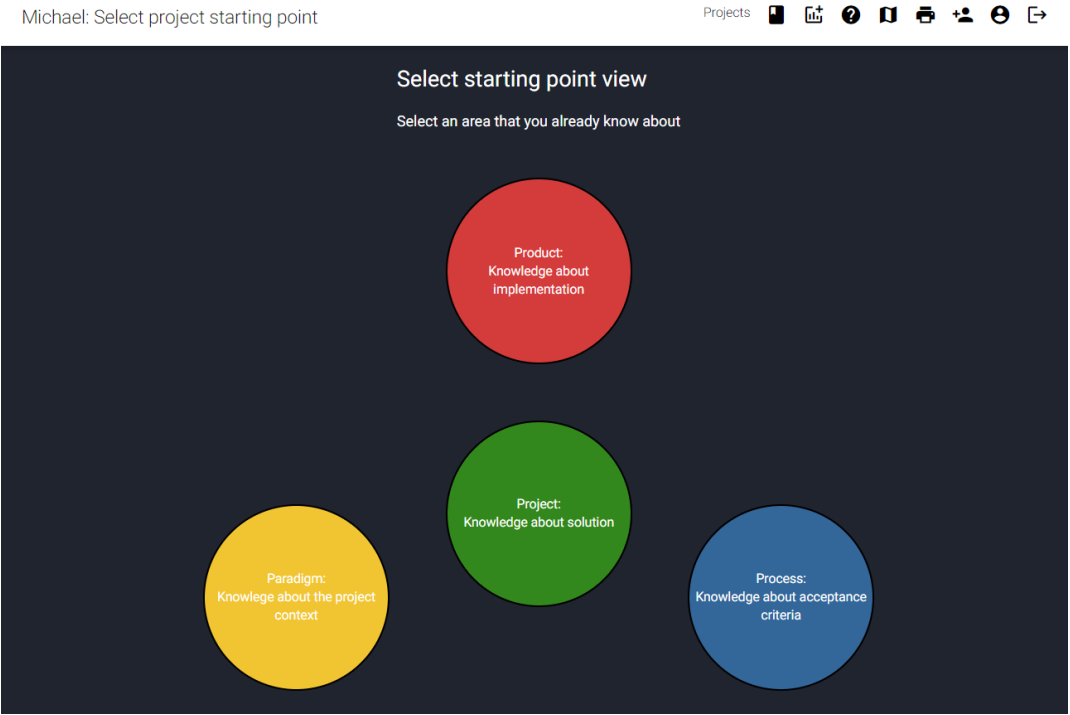 Michael: Select project starting point
Projects
Select starting point view
Select an area that you already know about
Product:
Knowledge about
implementation
Project:
Knowledge about solution
Paradigm:
Knowlege about the project
context
Process:
Knowledge about acceptance
criteria